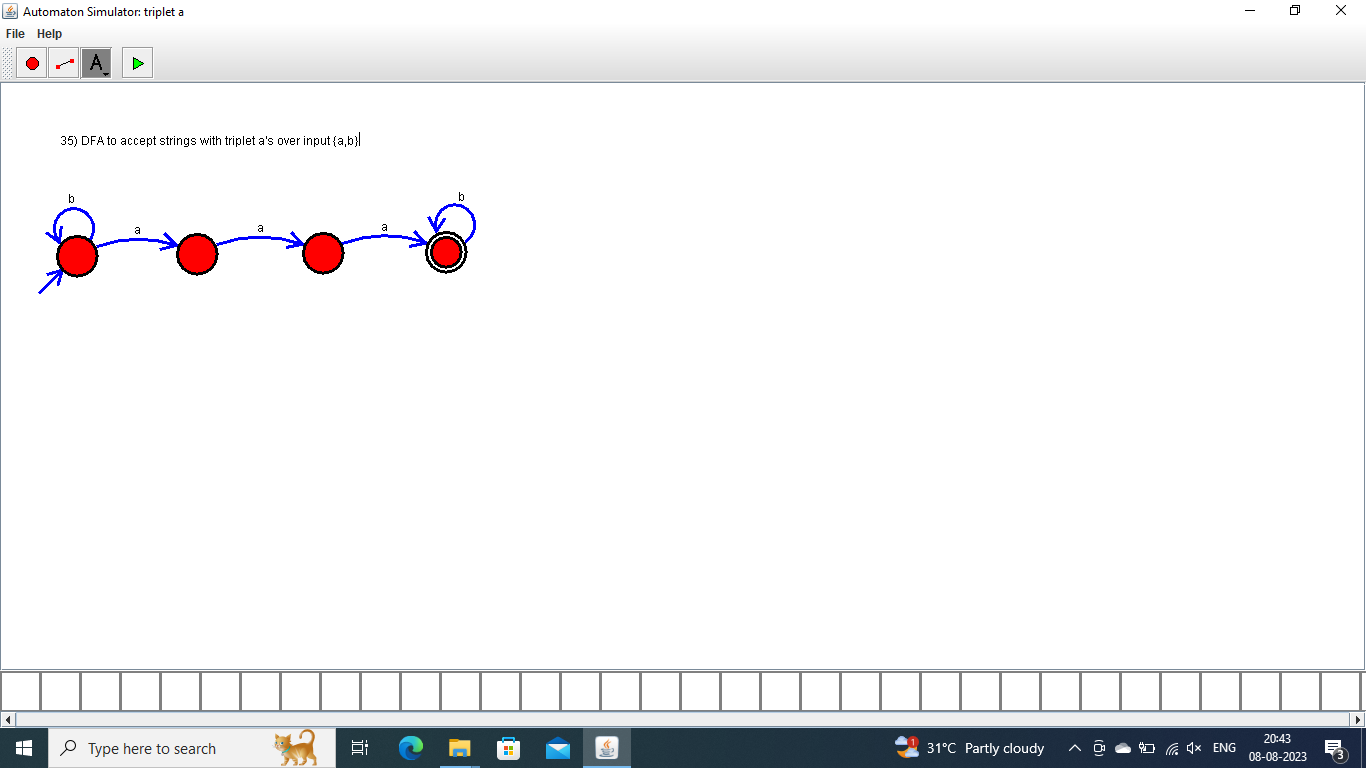 Automaton Simulator: triplet a
File Help
A
35) DFA to accept strings with triplet a's over input {a,b}
b b
a a a
Type here to search
1
31°C Partly cloudy
ENG
20:43
08-08-2023
3